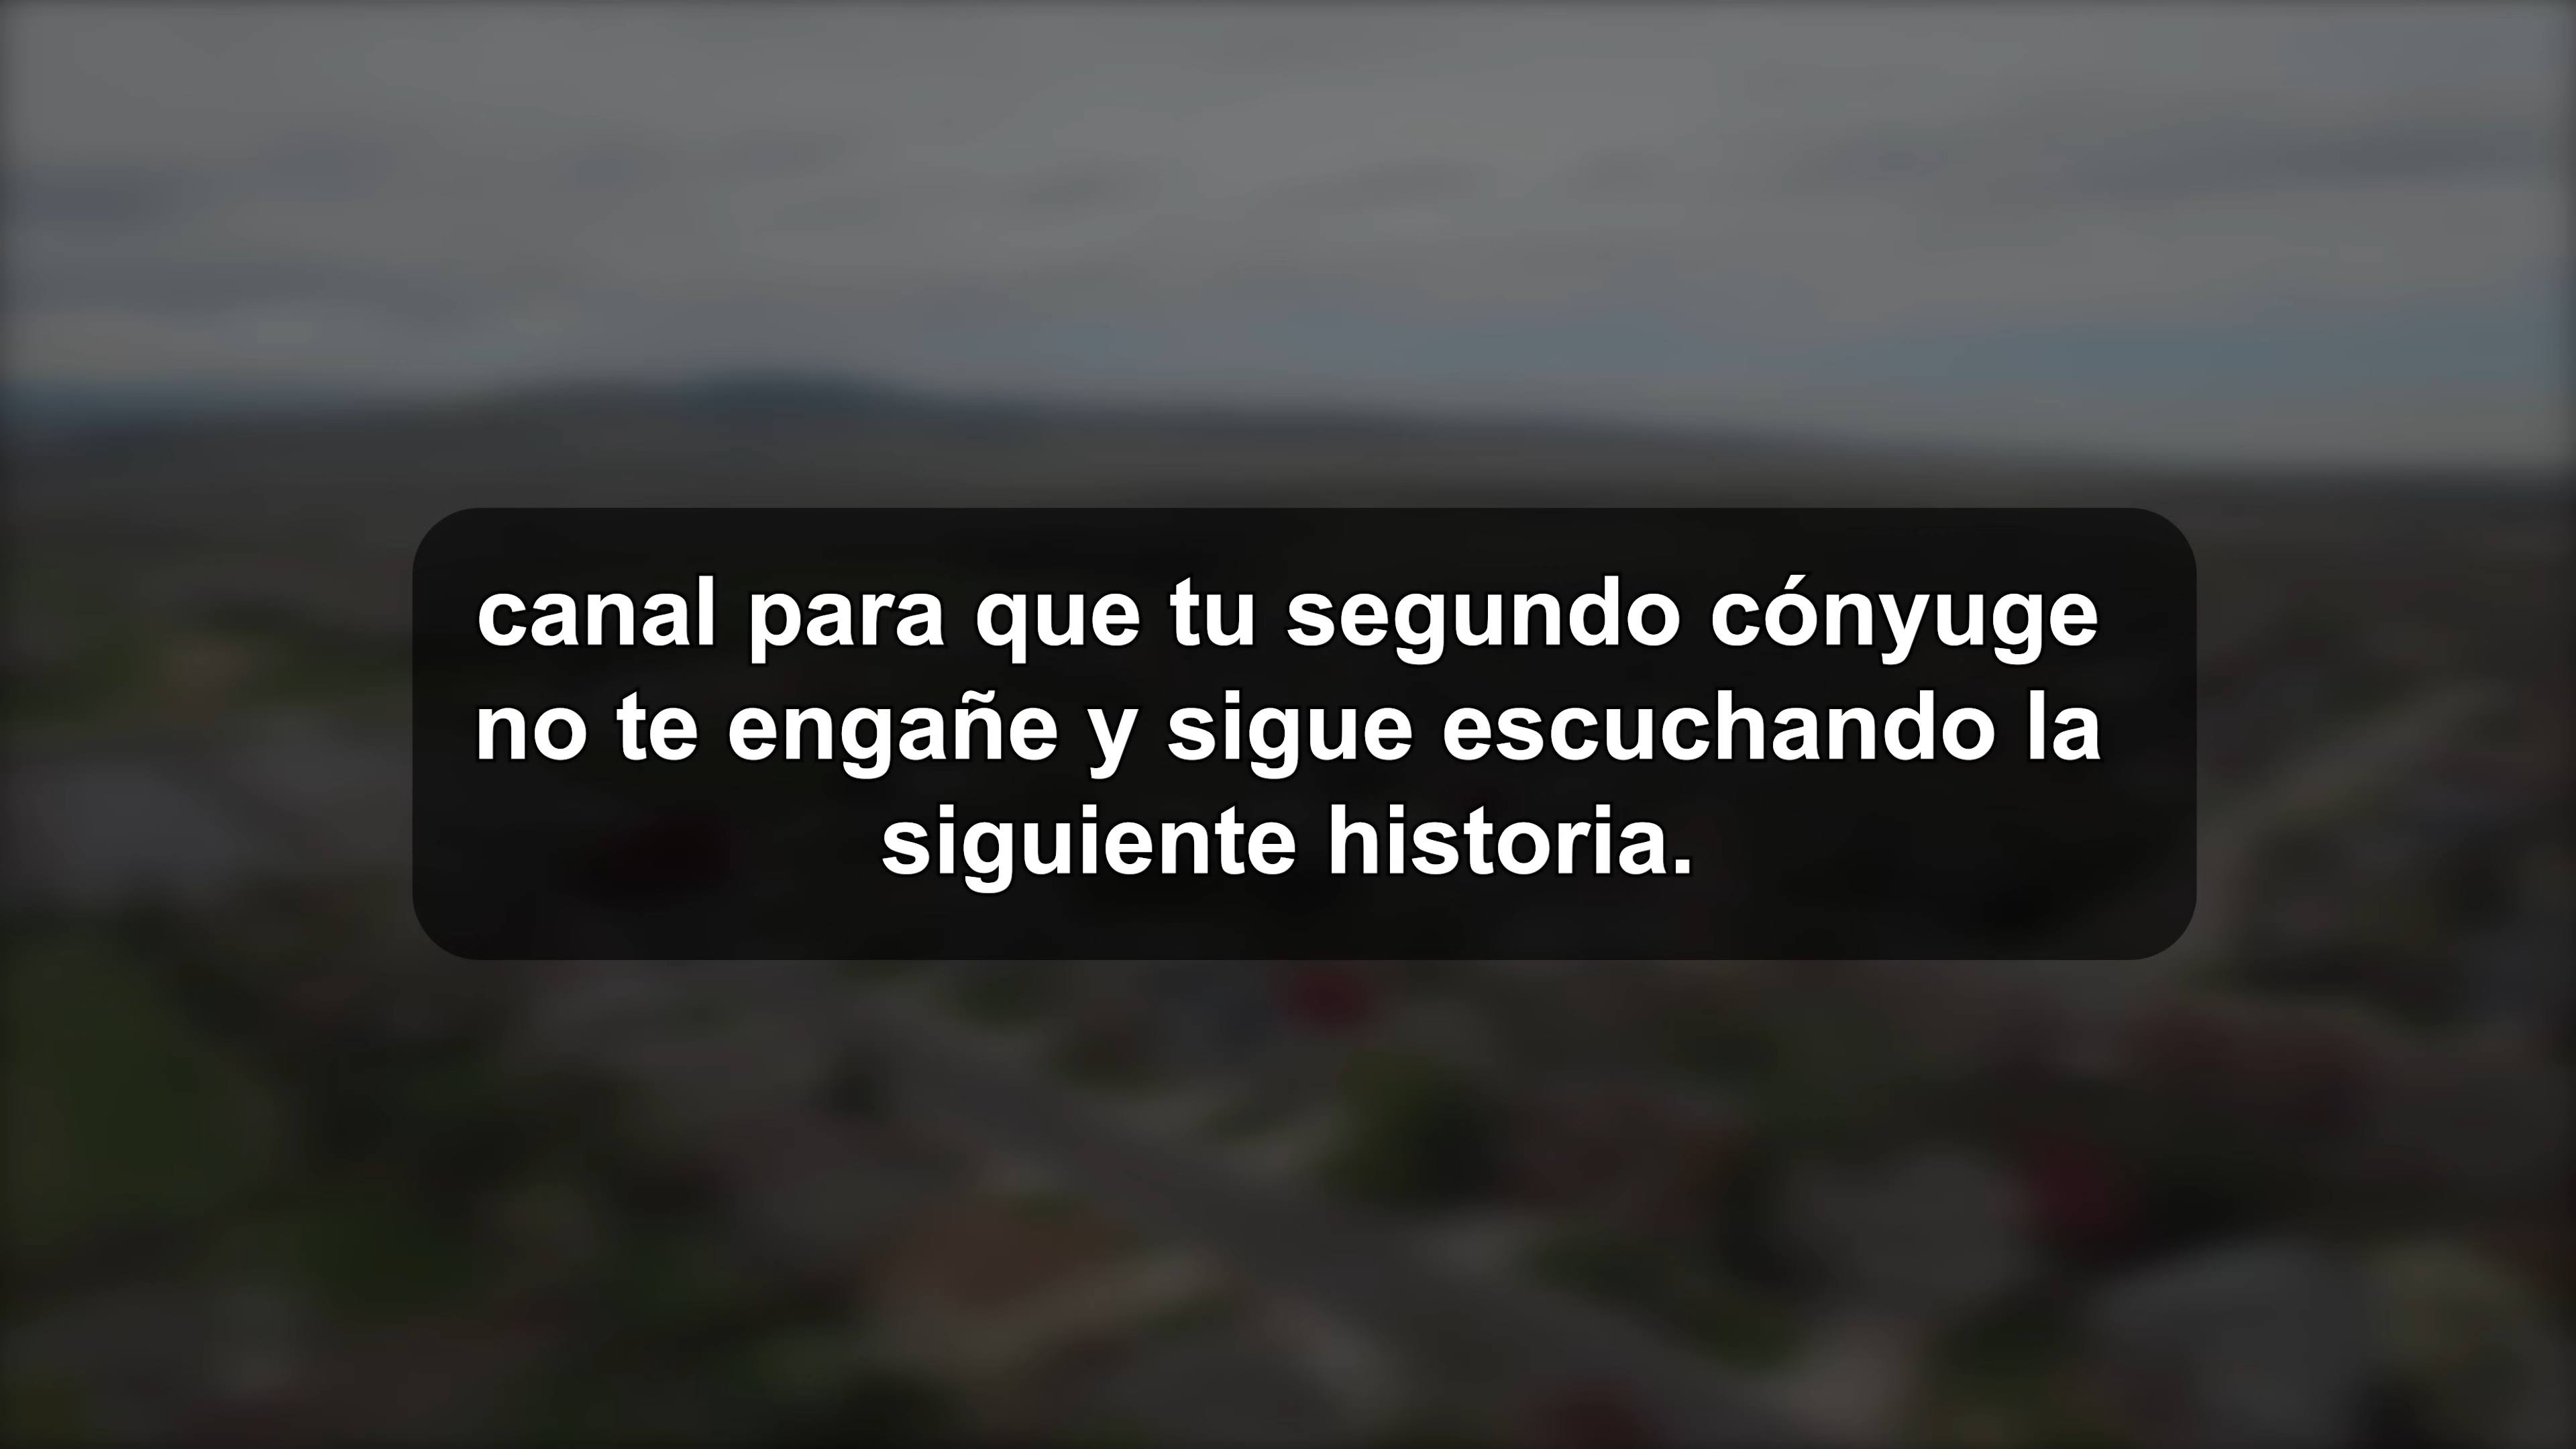 canal para que tu segundo cónyuge
no te engañe y sigue escuchando la
siguiente historia.